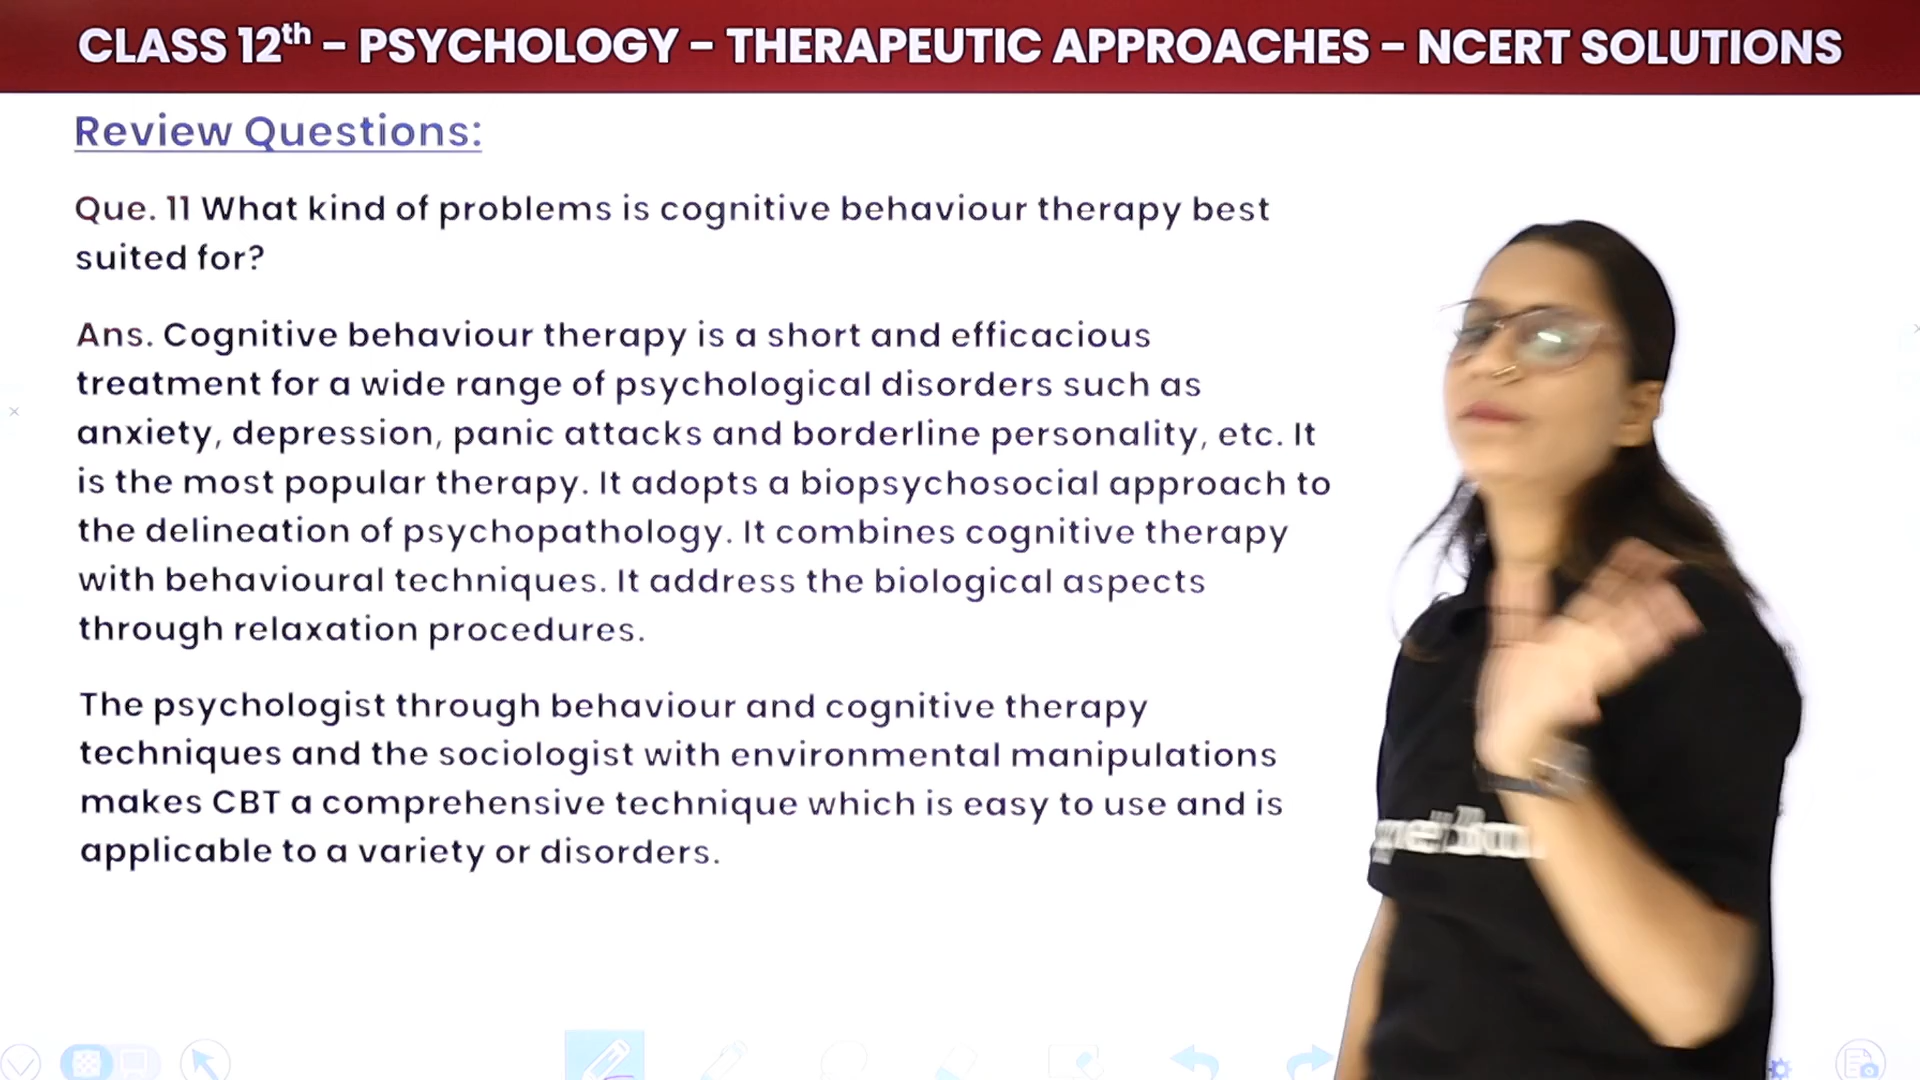 CLASS 12th – PSYCHOLOGY – THERAPEUTIC APPROACHES – NCERT SOLUTIONS
Review Questions:
Que. 11 What kind of problems is cognitive behaviour therapy best
suited for?
Ans. Cognitive behaviour therapy is a short and efficacious
treatment for a wide range of psychological disorders such as
anxiety, depression, panic attacks and borderline personality, etc. It
is the most popular therapy. It adopts a biopsychosocial approach to
the delineation of psychopathology. It combines cognitive therapy
with behavioural techniques. It address the biological aspects
through relaxation procedures.
The psychologist through behaviour and cognitive therapy
techniques and the sociologist with environmental manipulations
makes CBT a comprehensive technique which is easy to use and is
applicable to a variety or disorders.